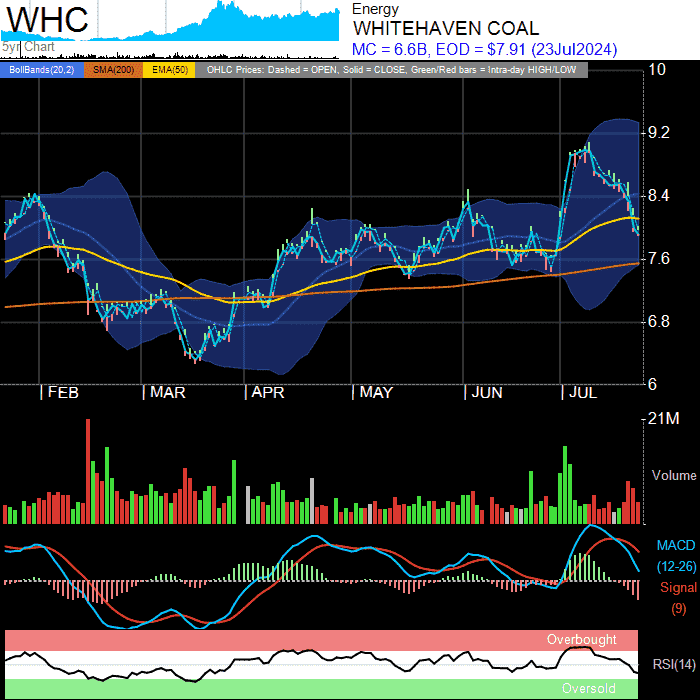 WHC
Energy
WHITEHAVEN COAL
5yr Chart
MC = 6.6B, EOD = $7.91 (23Jul2024)
BollBands(20,2) SMA(200) EMA(50) OHLC Prices: Dashed = OPEN, Solid = CLOSE, Green/Red bars = Intra-day HIGH/LOW
10
9.2
8.4
7.6
6.8
6
| FEB | MAR | APR | MAY | JUN | JUL
21M
Volume
MACD
(12-26)
Signal
(9)
Overbought
RSI(14)
Oversold